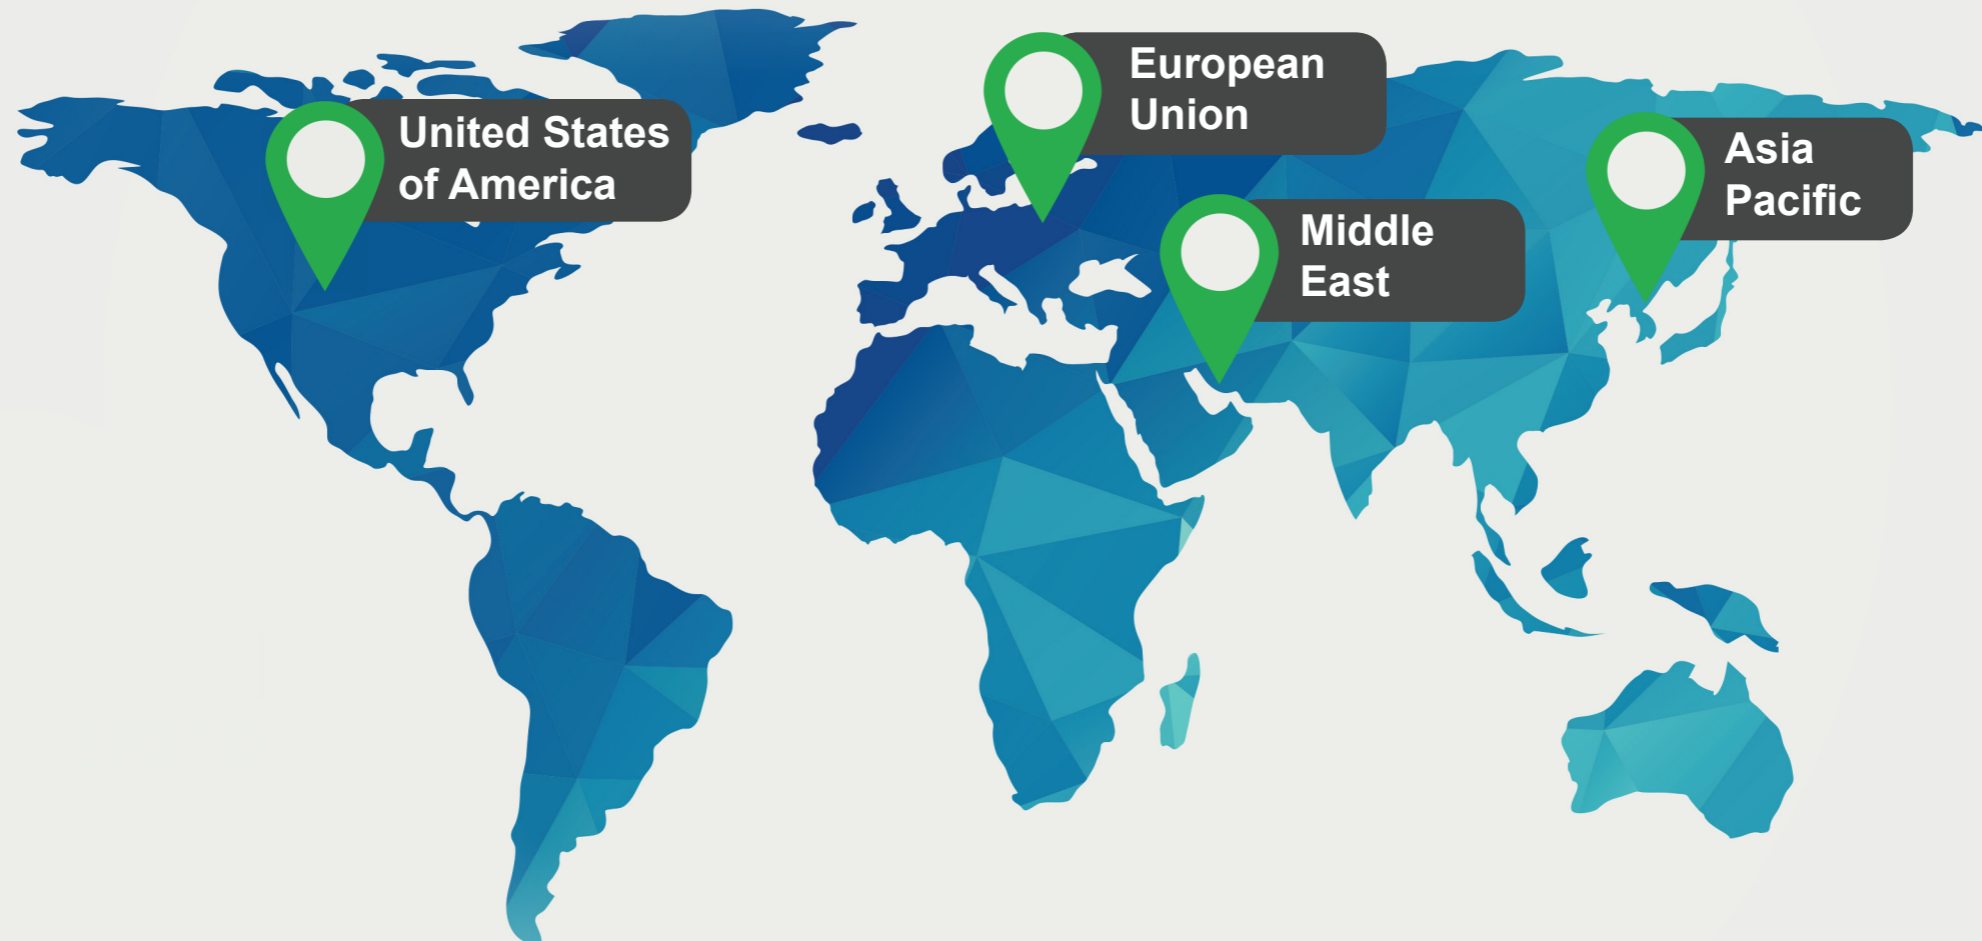 United States
of America
European
Union
Middle
East
Asia
Pacific